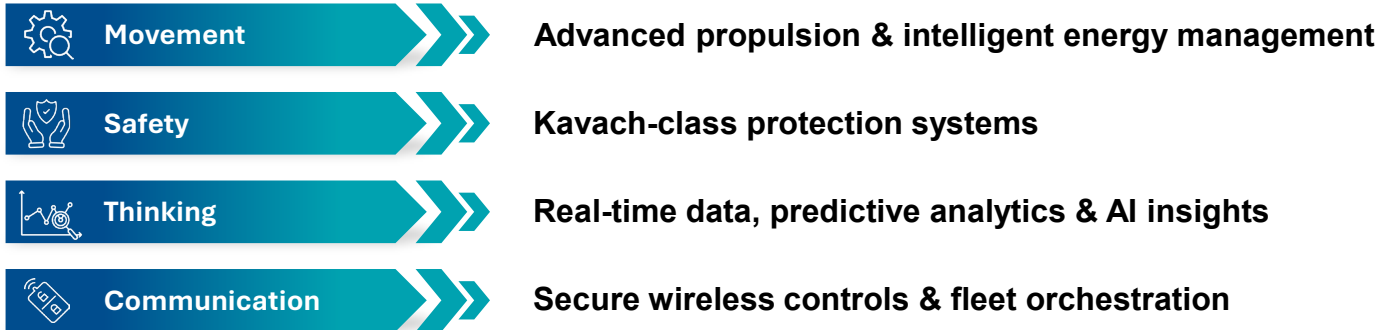 Movement Advanced propulsion & intelligent energy management
Safety Kavach-class protection systems
Thinking Real-time data, predictive analytics & AI insights
Communication Secure wireless controls & fleet orchestration